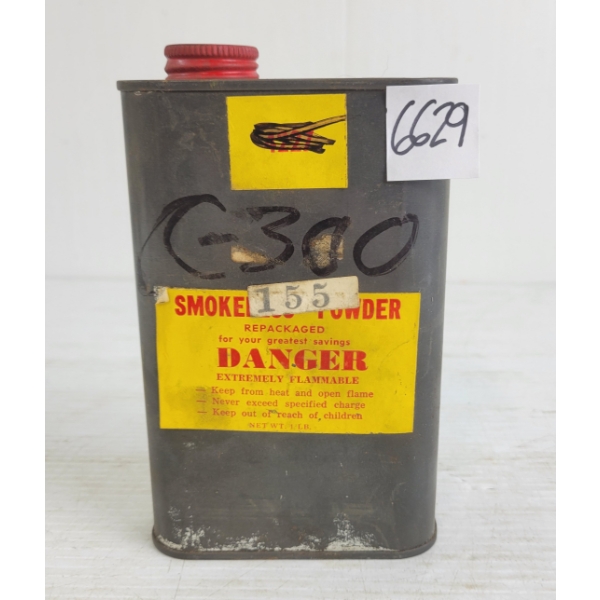 6629
C-300
155
SMOKELESS POWDER
REPACKAGED
for your greatest savings
DANGER
EXTREMELY FLAMMABLE
Keep from heat and open flame
Never exceed specified charge
Keep out of reach of children
NET WT. 1 LB.